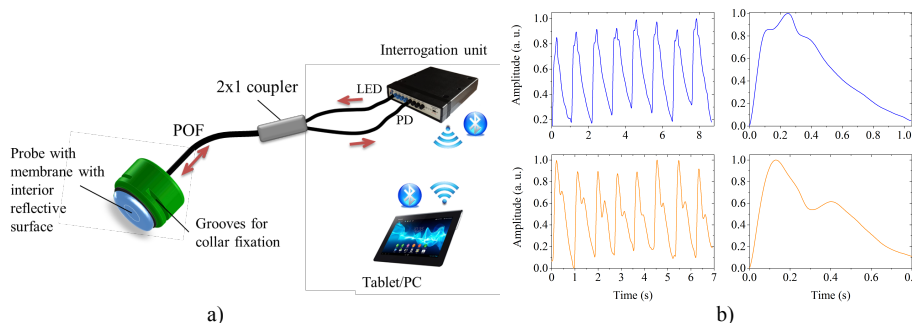 Interrogation unit
2x1 coupler
LED
PD
POF
Probe with
membrane with
interior
reflective
surface
Grooves for
collar fixation
Tablet/PC
a)
Amplitude (a. u.)
1.0
0.8
0.6
0.4
0.2
0 2 4 6 8
1.0
0.8
0.6
0.4
0.2
0.0
0.0 0.2 0.4 0.6 0.8 1.0
Amplitude (a. u.)
1.0
0.8
0.6
0.4
0.2
0.0
0 1 2 3 4 5 6 7
Time (s)
1.0
0.8
0.6
0.4
0.2
0.0
0.0 0.2 0.4 0.6 0.8
Time (s)
b)